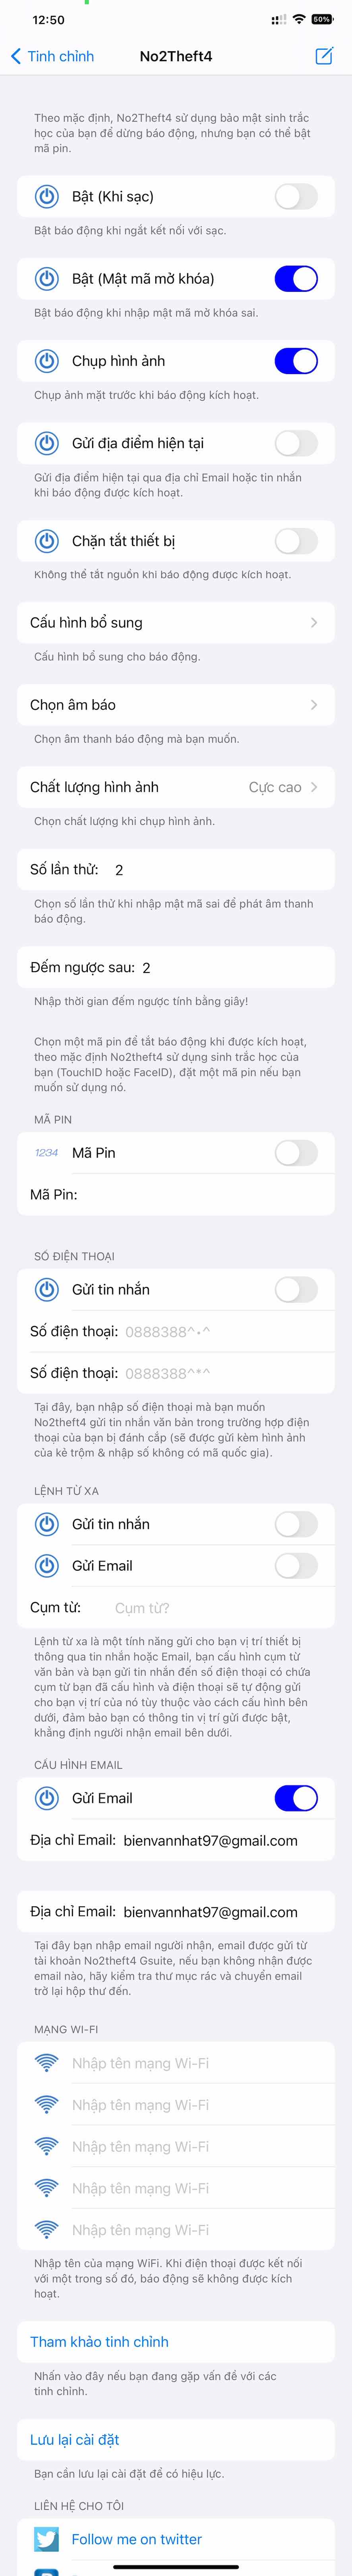 12:50
50%
Tinh chỉnh
No2Theft4
Theo mặc định, No2Theft4 sử dụng bảo mật sinh trắc
học của bạn để dừng báo động, nhưng bạn có thể bật
mã pin.
Bật (Khi sạc)
Bật báo động khi ngắt kết nối với sạc.
Bật (Mật mã mở khóa)
Bật báo động khi nhập mật mã mở khóa sai.
Chụp hình ảnh
Chụp ảnh mặt trước khi báo động kích hoạt.
Gửi địa điểm hiện tại
Gửi địa điểm hiện tại qua địa chỉ Email hoặc tin nhắn
khi báo động được kích hoạt.
Chặn tắt thiết bị
Không thể tắt nguồn khi báo động được kích hoạt.
Cấu hình bổ sung
Cấu hình bổ sung cho báo động.
Chọn âm báo
Chọn âm thanh báo động mà bạn muốn.
Chất lượng hình ảnh
Cực cao
Chọn chất lượng khi chụp hình ảnh.
Số lần thử: 2
Chọn số lần thử khi nhập mật mã sai để phát âm thanh
báo động.
Đếm ngược sau: 2
Nhập thời gian đếm ngược tính bằng giây!
Chọn một mã pin để tắt báo động khi được kích hoạt,
theo mặc định No2theft4 sử dụng sinh trắc học của
bạn (TouchID hoặc FaceID), đặt một mã pin nếu bạn
muốn sử dụng nó.
MÃ PIN
1234 Mã Pin
Mã Pin:
SỐ ĐIỆN THOẠI
Gửi tin nhắn
Số điện thoại: 0888388^•^
Số điện thoại: 0888388^*^
Tại đây, bạn nhập số điện thoại mà bạn muốn
No2theft4 gửi tin nhắn văn bản trong trường hợp điện
thoại của bạn bị đánh cắp (sẽ được gửi kèm hình ảnh
của kẻ trộm & nhập số không có mã quốc gia).
LỆNH TỪ XA
Gửi tin nhắn
Gửi Email
Cụm từ: Cụm từ?
Lệnh từ xa là một tính năng gửi cho bạn vị trí thiết bị
thông qua tin nhắn hoặc Email, bạn cấu hình cụm từ
văn bản và bạn gửi tin nhắn đến số điện thoại có chứa
cụm từ bạn đã cấu hình và điện thoại sẽ tự động gửi
cho bạn vị trí của nó tùy thuộc vào cách cấu hình bên
dưới, đảm bảo bạn có thông tin vị trí gửi được bật,
khẳng định người nhận email bên dưới.
CẤU HÌNH EMAIL
Gửi Email
Địa chỉ Email: bienvannhat97@gmail.com
Địa chỉ Email: bienvannhat97@gmail.com
Tại đây bạn nhập email người nhận, email được gửi từ
tài khoản No2theft4 Gsuite, nếu bạn không nhận được
email nào, hãy kiểm tra thư mục rác và chuyển email
trở lại hộp thư đến.
MẠNG WI-FI
Nhập tên mạng Wi-Fi
Nhập tên mạng Wi-Fi
Nhập tên mạng Wi-Fi
Nhập tên mạng Wi-Fi
Nhập tên mạng Wi-Fi
Nhập tên của mạng WiFi. Khi điện thoại được kết nối
với một trong số đó, báo động sẽ không được kích
hoạt.
Tham khảo tinh chỉnh
Nhấn vào đây nếu bạn đang gặp vấn đề với các
tinh chỉnh.
Lưu lại cài đặt
Bạn cần lưu lại cài đặt để có hiệu lực.
LIÊN HỆ CHO TÔI
Follow me on twitter